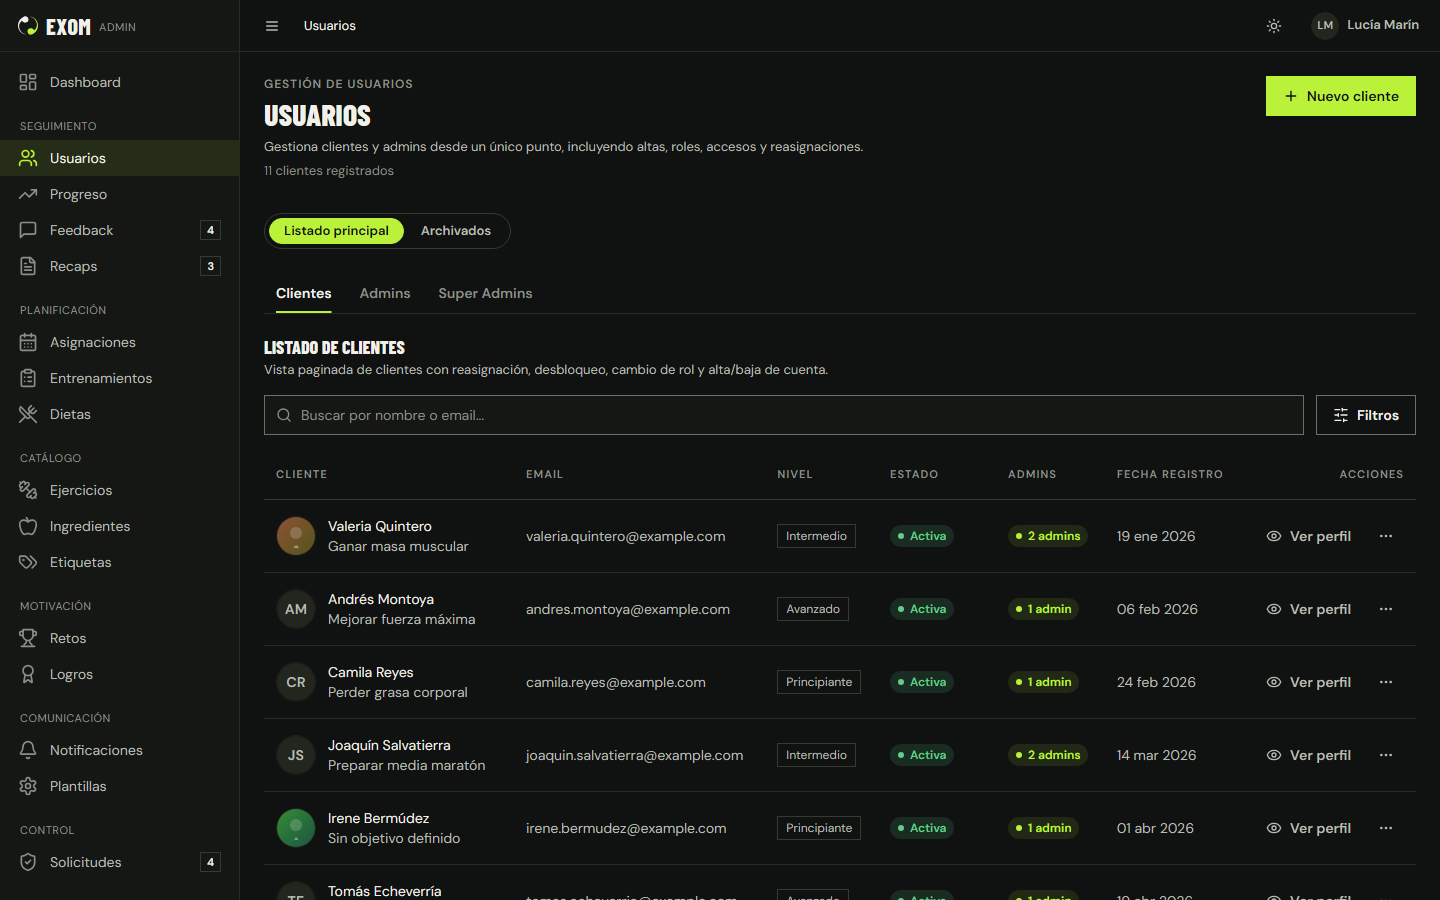 EXOM ADMIN
Usuarios
LM Lucía Marín
Dashboard
SEGUIMIENTO
Usuarios
Progreso
Feedback 4
Recaps 3
PLANIFICACIÓN
Asignaciones
Entrenamientos
Dietas
CATÁLOGO
Ejercicios
Ingredientes
Etiquetas
MOTIVACIÓN
Retos
Logros
COMUNICACIÓN
Notificaciones
Plantillas
CONTROL
Solicitudes 4
GESTIÓN DE USUARIOS
USUARIOS
Gestiona clientes y admins desde un único punto, incluyendo altas, roles, accesos y reasignaciones.
11 clientes registrados
Nuevo cliente
Listado principal Archivados
Clientes Admins Super Admins
LISTADO DE CLIENTES
Vista paginada de clientes con reasignación, desbloqueo, cambio de rol y alta/baja de cuenta.
Buscar por nombre o email...
Filtros
CLIENTE EMAIL NIVEL ESTADO ADMINS FECHA REGISTRO ACCIONES
Valeria Quintero
Ganar masa muscular
valeria.quintero@example.com Intermedio Activa 2 admins 19 ene 2026 Ver perfil
AM
Andrés Montoya
Mejorar fuerza máxima
andres.montoya@example.com Avanzado Activa 1 admin 06 feb 2026 Ver perfil
CR
Camila Reyes
Perder grasa corporal
camila.reyes@example.com Principiante Activa 1 admin 24 feb 2026 Ver perfil
JS
Joaquín Salvatierra
Preparar media maratón
joaquin.salvatierra@example.com Intermedio Activa 2 admins 14 mar 2026 Ver perfil
Irene Bermúdez
Sin objetivo definido
irene.bermudez@example.com Principiante Activa 1 admin 01 abr 2026 Ver perfil
Tomás Echeverría